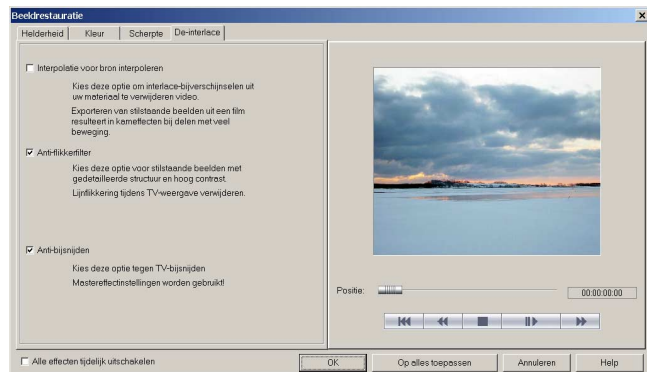 Beeldrestauratie
Helderheid Kleur Scherpte De-interlace
Interpolatie voor bron interpoleren
Kies deze optie om interlace-bijverschijnselen uit
uw materiaal te verwijderen video.
Exporteren van stilstaande beelden uit een film
resulteert in kameffecten bij delen met veel
beweging.
Anti-flikkerfilter
Kies deze optie voor stilstaande beelden met
gedetailleerde structuur en hoog contrast.
Lijnflikkering tijdens TV-weergave verwijderen.
Anti-bijsnijden
Kies deze optie tegen TV-bijsnijden
Mastereffectinstellingen worden gebruikt!
Positie:
00:00:00:00
Alle effecten tijdelijk uitschakelen
OK Op alles toepassen Annuleren Help